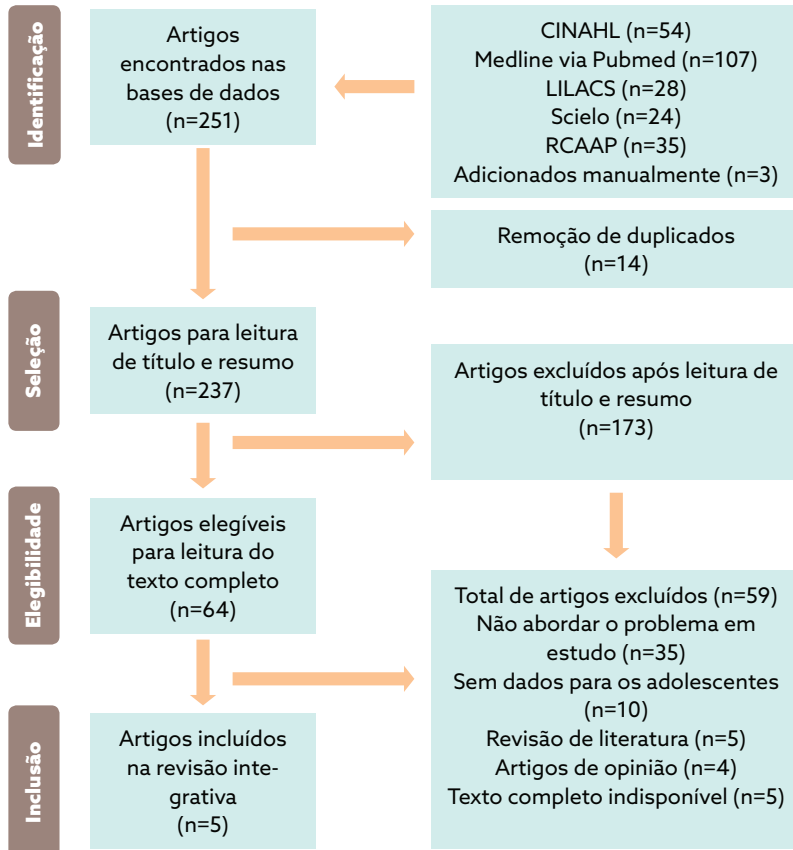 Identificação
Artigos
encontrados nas
bases de dados
(n=251)
CINAHL (n=54)
Medline via Pubmed (n=107)
LILACS (n=28)
Scielo (n=24)
RCAAP (n=35)
Adicionados manualmente (n=3)
Remoção de duplicados
(n=14)
Seleção
Artigos para leitura
de título e resumo
(n=237)
Artigos excluídos após leitura de
título e resumo
(n=173)
Elegibilidade
Artigos elegíveis
para leitura do
texto completo
(n=64)
Total de artigos excluídos (n=59)
Não abordar o problema em
estudo (n=35)
Sem dados para os adolescentes
(n=10)
Revisão de literatura (n=5)
Artigos de opinião (n=4)
Texto completo indisponível (n=5)
Inclusão
Artigos incluídos
na revisão inte-
grativa
(n=5)